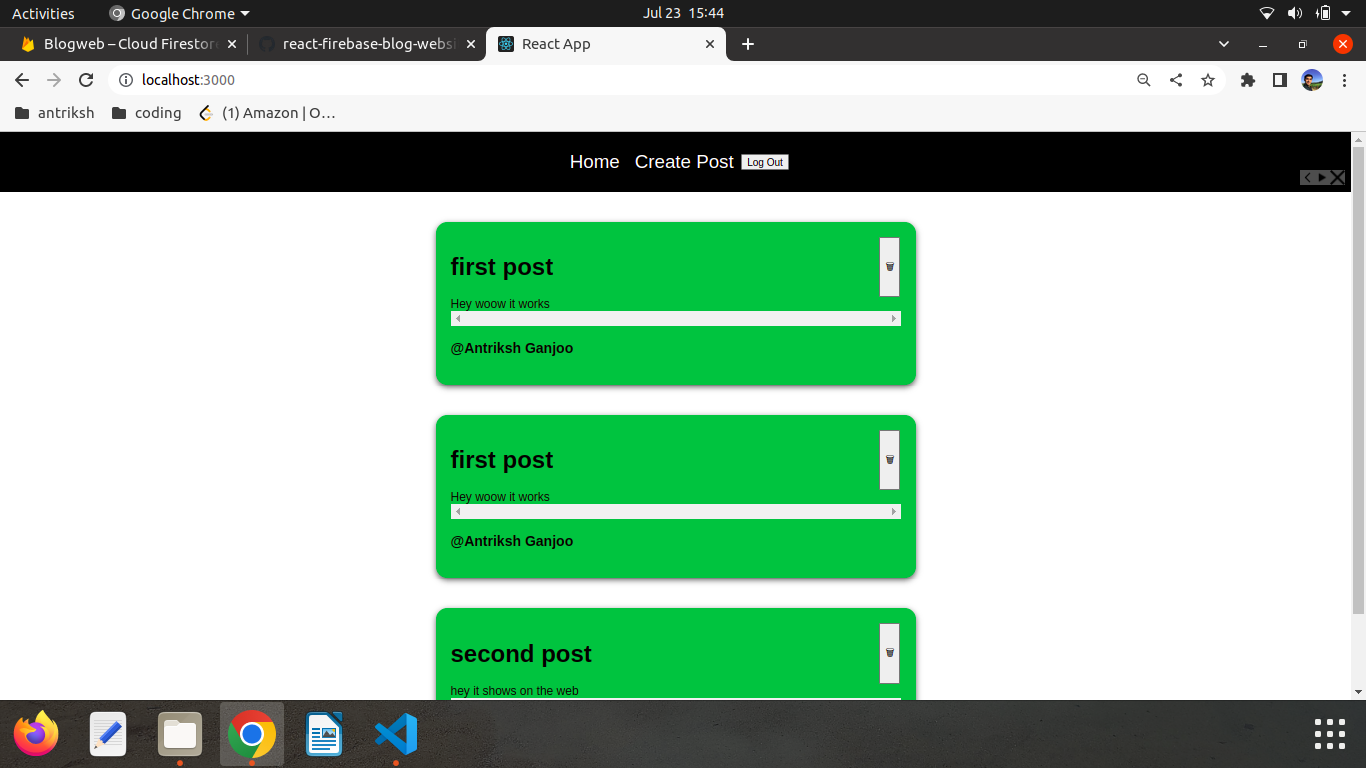 Activities Google Chrome Jul 23 15:44
Blogweb – Cloud Firestor react-firebase-blog-websi React App
localhost:3000
antriksh coding (1) Amazon | O…
Home Create Post Log Out
first post
Hey woow it works
@Antriksh Ganjoo
first post
Hey woow it works
@Antriksh Ganjoo
second post
hey it shows on the web